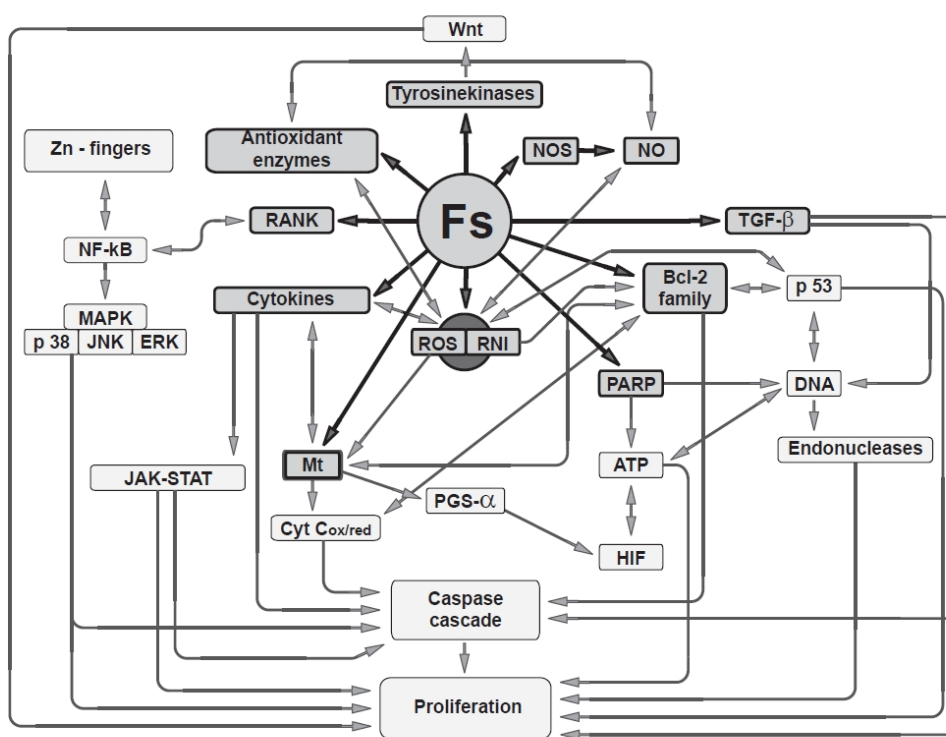 Wnt
Tyrosinekinases
Antioxidant
enzymes
NOS
NO
Zn - fingers
Fs
RANK
TGF-β
NF-kB
Bcl-2
family
p 53
Cytokines
MAPK
p 38
JNK
ERK
ROS
RNI
PARP
DNA
Endonucleases
Mt
ATP
JAK-STAT
PGS-α
Cyt Cox/red
HIF
Caspase
cascade
Proliferation